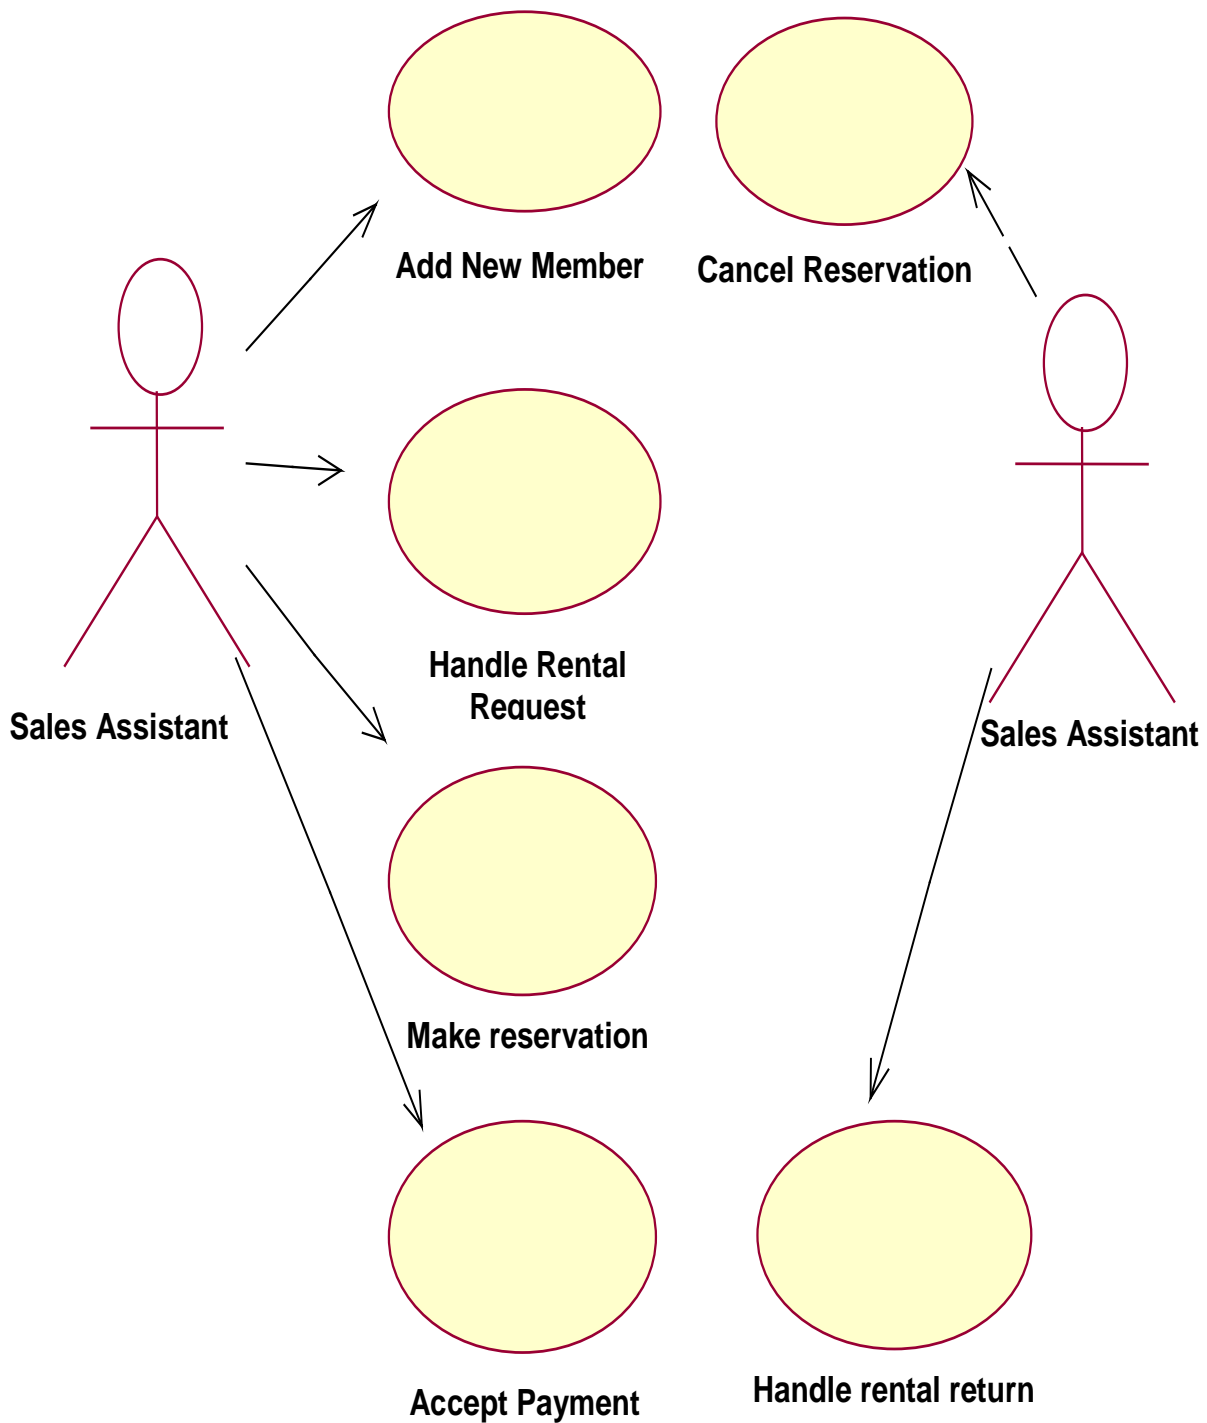 Add New Member
Cancel Reservation
Handle Rental
Request
Sales Assistant
Sales Assistant
Make reservation
Accept Payment
Handle rental return